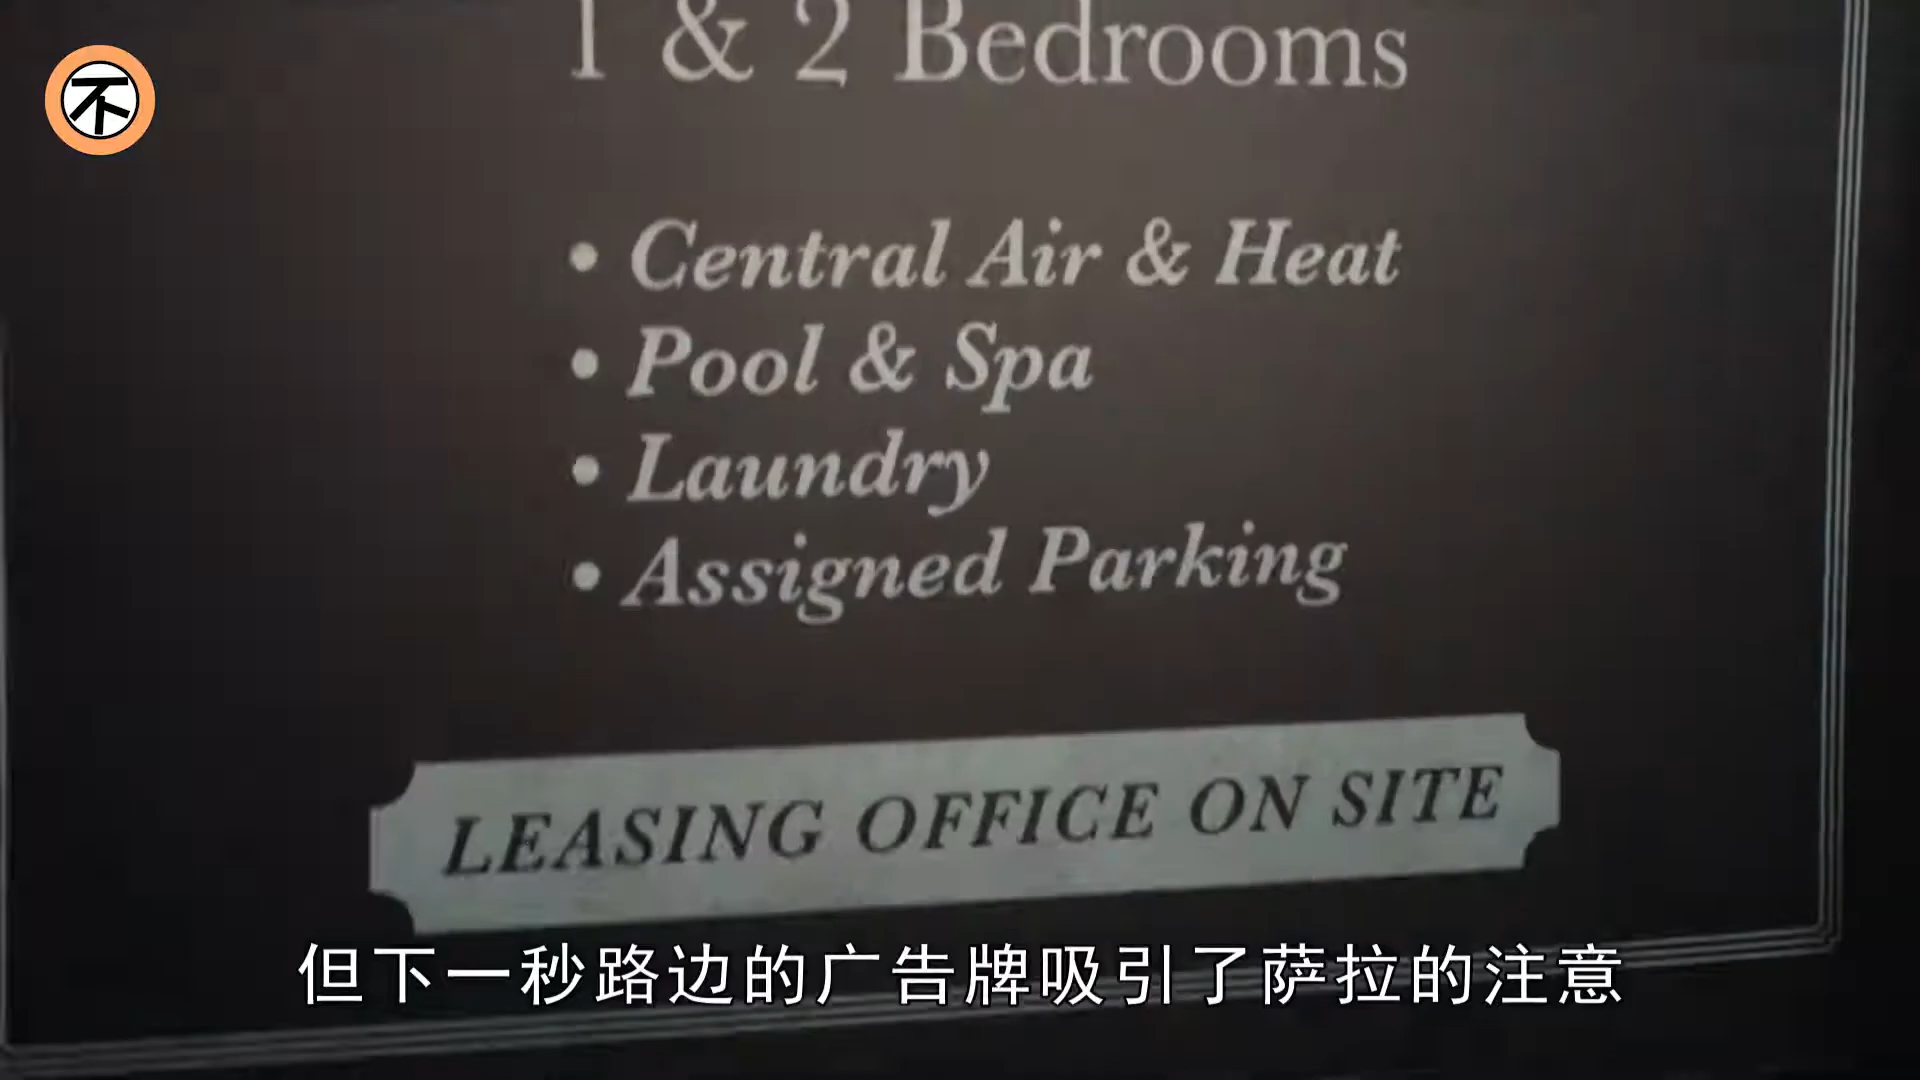 1 & 2 Bedrooms
不
• Central Air & Heat
• Pool & Spa
• Laundry
• Assigned Parking
LEASING OFFICE ON SITE
但下一秒路边的广告牌吸引了萨拉的注意